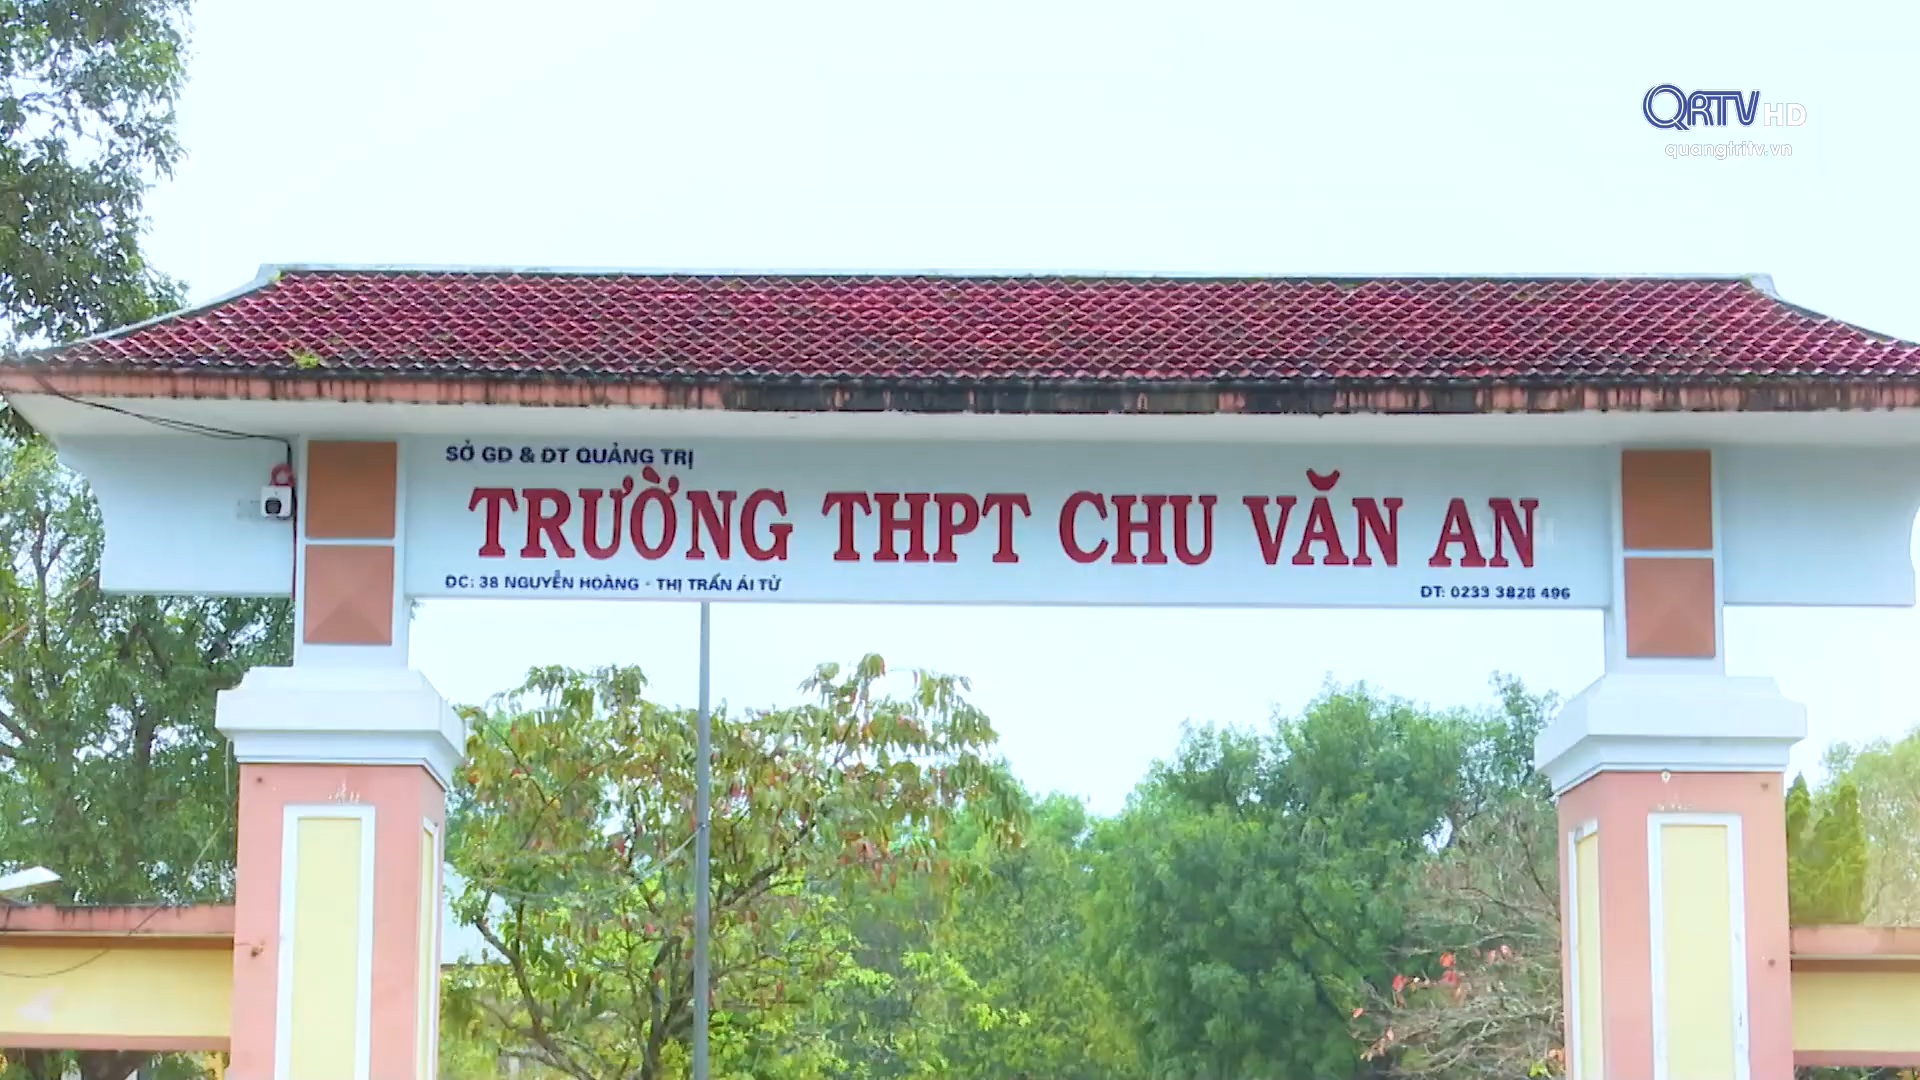 QRTV HD
quangtritv.vn
SỞ GD & ĐT QUẢNG TRỊ
TRƯỜNG THPT CHU VĂN AN
ĐC: 38 NGUYỄN HOÀNG - THỊ TRẤN ÁI TỬ
ĐT: 0233 3828 496